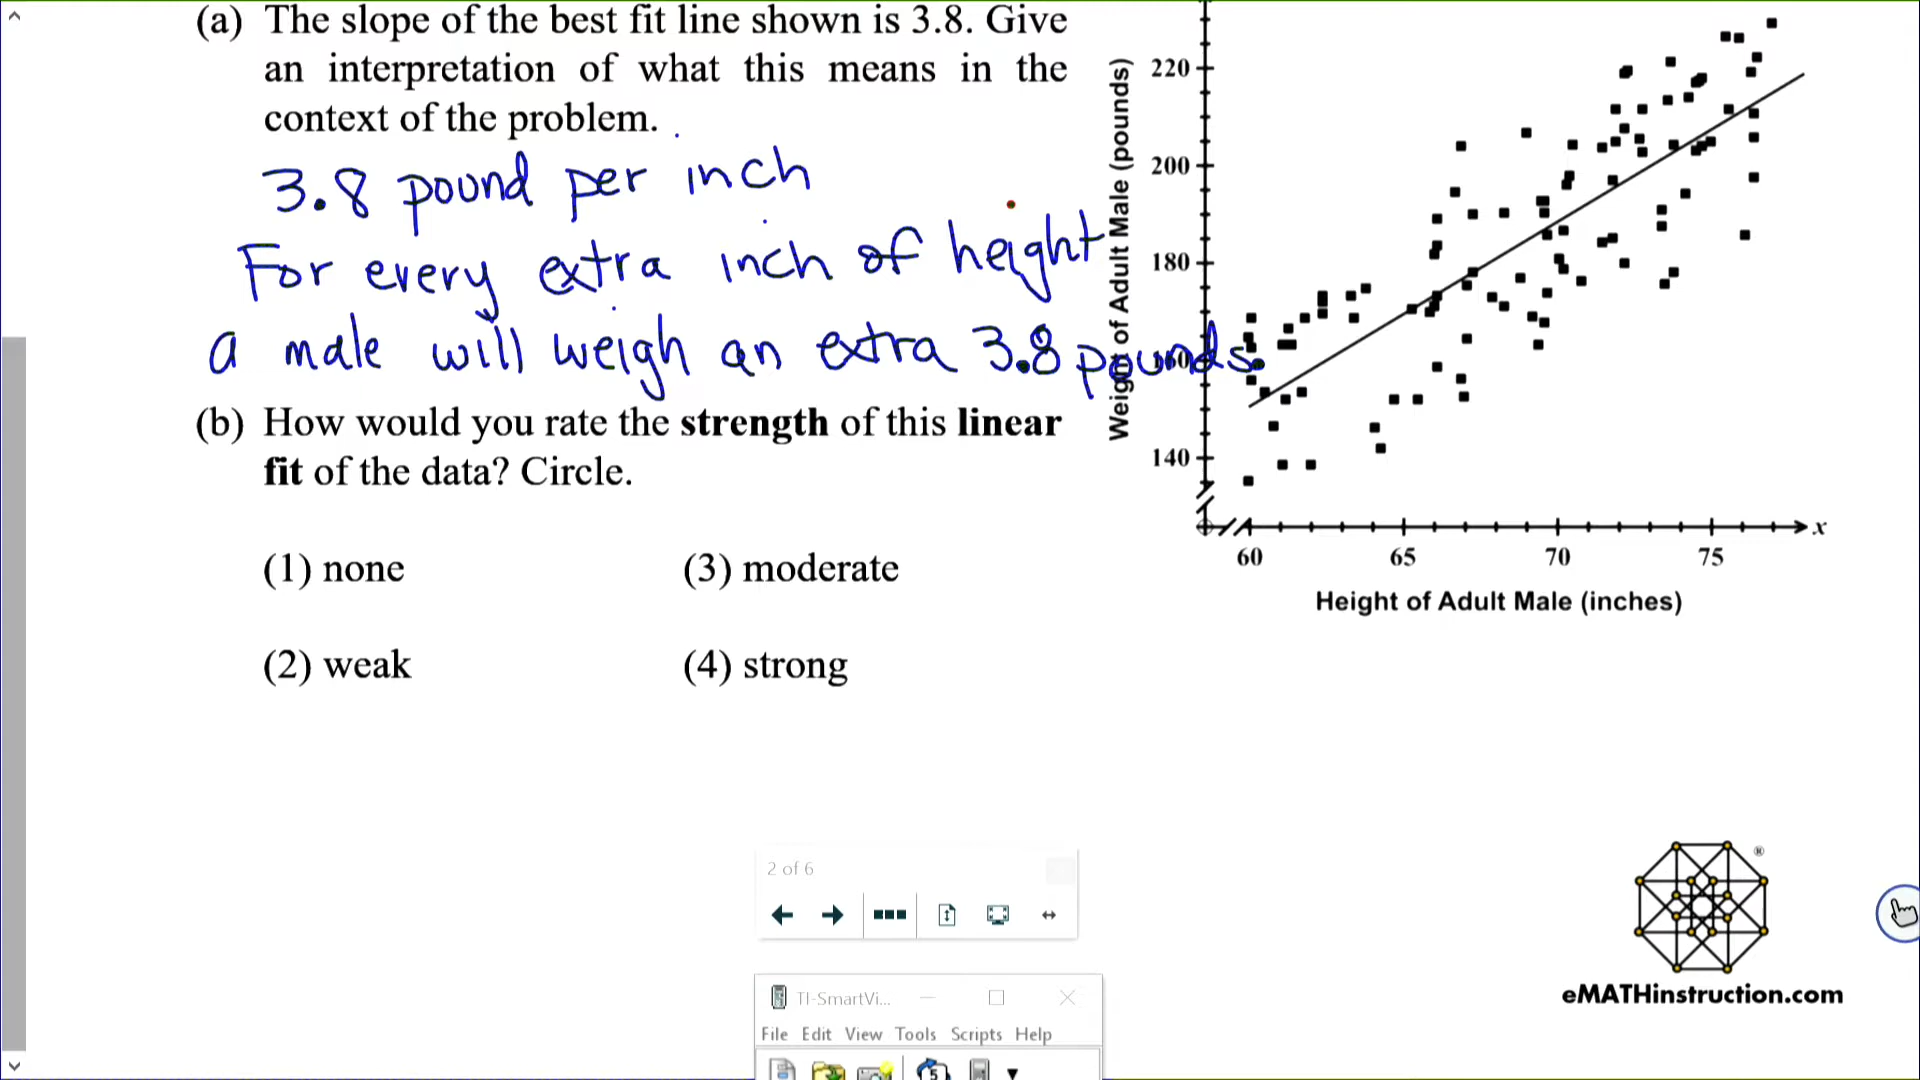 (a) The slope of the best fit line shown is 3.8. Give
an interpretation of what this means in the
context of the problem.
3.8 pound per inch
For every extra inch of height
a male will weigh an extra 3.8 pounds.
(b) How would you rate the strength of this linear
fit of the data? Circle.
(1) none
(3) moderate
(2) weak
(4) strong
Weight of Adult Male (pounds)
220
200
180
160
140
60
65
70
75
x
Height of Adult Male (inches)
2 of 6
TI-SmartVi...
File Edit View Tools Scripts Help
5
®
eMATHinstruction.com